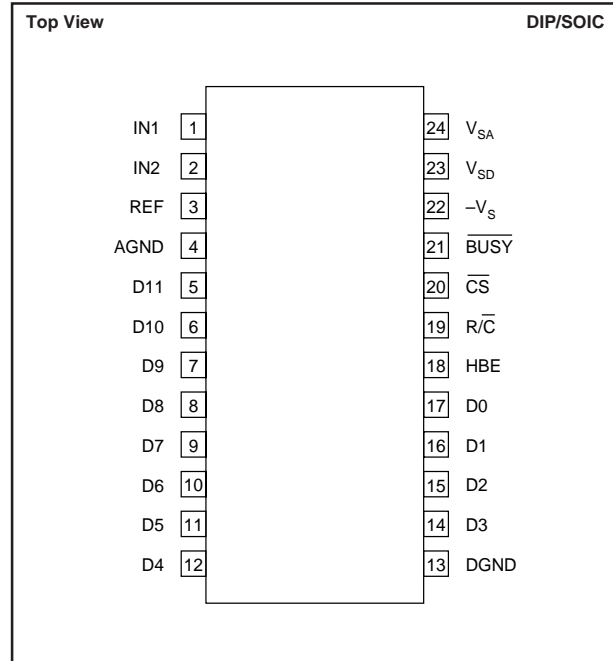 Top View DIP/SOIC
IN1 1 24 V_SA
IN2 2 23 V_SD
REF 3 22 –V_S
AGND 4 21 B̅U̅S̅Y̅
D11 5 20 C̅S̅
D10 6 19 R/C̅
D9 7 18 HBE
D8 8 17 D0
D7 9 16 D1
D6 10 15 D2
D5 11 14 D3
D4 12 13 DGND